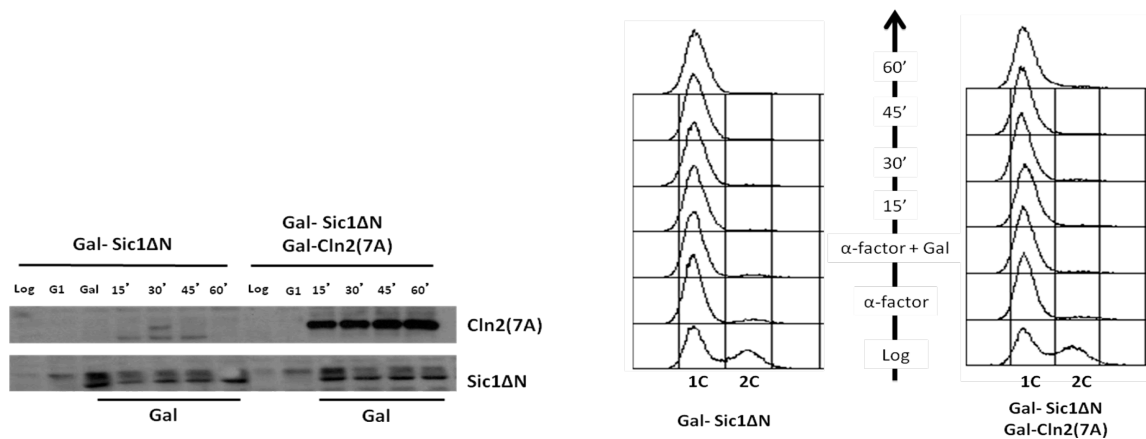 Gal- Sic1ΔN
Gal- Sic1ΔN
Gal-Cln2(7A)
Log G1 Gal 15’ 30’ 45’ 60’ Log G1 15’ 30’ 45’ 60’
Cln2(7A)
Sic1ΔN
Gal Gal
60’
45’
30’
15’
α-factor + Gal
α-factor
Log
1C 2C
Gal- Sic1ΔN
1C 2C
Gal- Sic1ΔN
Gal-Cln2(7A)